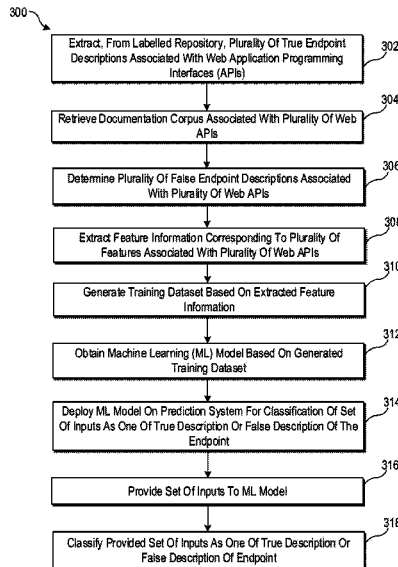 300
Extract, From Labelled Repository, Plurality Of True Endpoint
Descriptions Associated With Web Application Programming
Interfaces (APIs)
302
Retrieve Documentation Corpus Associated With Plurality Of Web
APIs
304
Determine Plurality Of False Endpoint Descriptions Associated
With Plurality Of Web APIs
306
Extract Feature Information Corresponding To Plurality Of
Features Associated With Plurality Of Web APIs
308
Generate Training Dataset Based On Extracted Feature
Information
310
Obtain Machine Learning (ML) Model Based On Generated
Training Dataset
312
Deploy ML Model On Prediction System For Classification Of Set
Of Inputs As One Of True Description Or False Description Of The
Endpoint
314
Provide Set Of Inputs To ML Model
316
Classify Provided Set Of Inputs As One Of True Description Or
False Description Of Endpoint
318